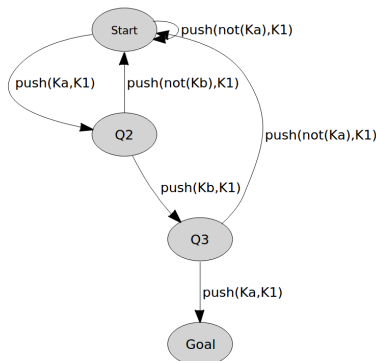 Start
push(not(Ka),K1)
push(Ka,K1)
push(not(Kb),K1)
Q2
push(not(Ka),K1)
push(Kb,K1)
Q3
push(Ka,K1)
Goal